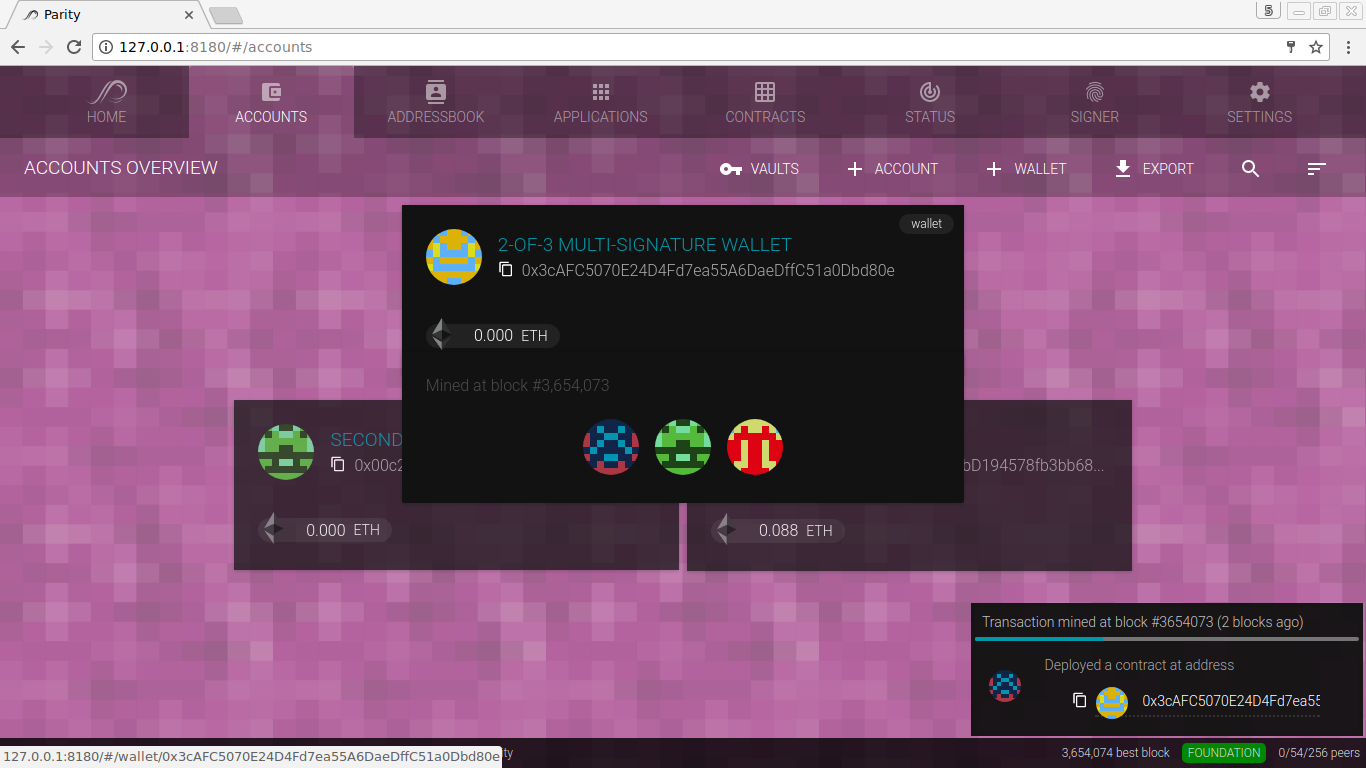 Parity
5
127.0.0.1:8180/#/accounts
HOME
ACCOUNTS
ADDRESSBOOK
APPLICATIONS
CONTRACTS
STATUS
SIGNER
SETTINGS
ACCOUNTS OVERVIEW
VAULTS
ACCOUNT
WALLET
EXPORT
wallet
2-OF-3 MULTI-SIGNATURE WALLET
0x3cAFC5070E24D4Fd7ea55A6DaeDffC51a0Dbd80e
0.000 ETH
Mined at block #3,654,073
SECOND
0x00c2
bD194578fb3bb68...
0.000 ETH
0.088 ETH
Transaction mined at block #3654073 (2 blocks ago)
Deployed a contract at address
0x3cAFC5070E24D4Fd7ea55
127.0.0.1:8180/#/wallet/0x3cAFC5070E24D4Fd7ea55A6DaeDffC51a0Dbd80e
ty
3,654,074 best block
FOUNDATION
0/54/256 peers